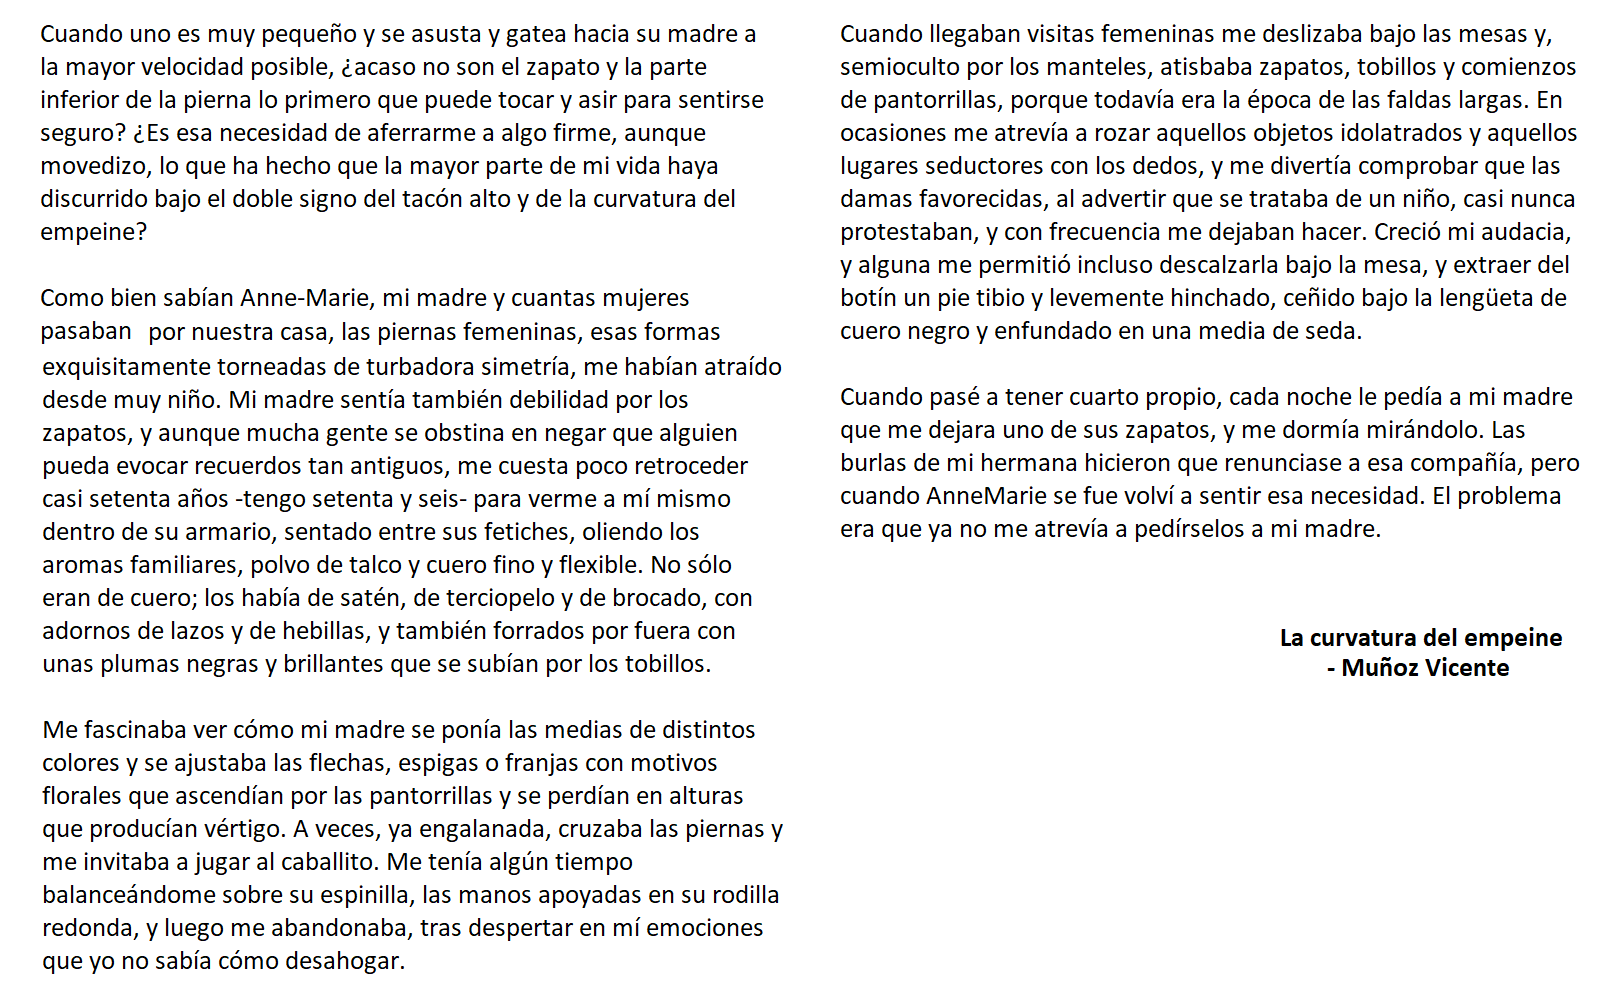 Cuando uno es muy pequeño y se asusta y gatea hacia su madre a
la mayor velocidad posible, ¿acaso no son el zapato y la parte
inferior de la pierna lo primero que puede tocar y asir para sentirse
seguro? ¿Es esa necesidad de aferrarme a algo firme, aunque
movedizo, lo que ha hecho que la mayor parte de mi vida haya
discurrido bajo el doble signo del tacón alto y de la curvatura del
empeine?

Como bien sabían Anne-Marie, mi madre y cuantas mujeres
pasaban por nuestra casa, las piernas femeninas, esas formas
exquisitamente torneadas de turbadora simetría, me habían atraído
desde muy niño. Mi madre sentía también debilidad por los
zapatos, y aunque mucha gente se obstina en negar que alguien
pueda evocar recuerdos tan antiguos, me cuesta poco retroceder
casi setenta años -tengo setenta y seis- para verme a mí mismo
dentro de su armario, sentado entre sus fetiches, oliendo los
aromas familiares, polvo de talco y cuero fino y flexible. No sólo
eran de cuero; los había de satén, de terciopelo y de brocado, con
adornos de lazos y de hebillas, y también forrados por fuera con
unas plumas negras y brillantes que se subían por los tobillos.

Me fascinaba ver cómo mi madre se ponía las medias de distintos
colores y se ajustaba las flechas, espigas o franjas con motivos
florales que ascendían por las pantorrillas y se perdían en alturas
que producían vértigo. A veces, ya engalanada, cruzaba las piernas y
me invitaba a jugar al caballito. Me tenía algún tiempo
balanceándome sobre su espinilla, las manos apoyadas en su rodilla
redonda, y luego me abandonaba, tras despertar en mí emociones
que yo no sabía cómo desahogar.

Cuando llegaban visitas femeninas me deslizaba bajo las mesas y,
semioculto por los manteles, atisbaba zapatos, tobillos y comienzos
de pantorrillas, porque todavía era la época de las faldas largas. En
ocasiones me atrevía a rozar aquellos objetos idolatrados y aquellos
lugares seductores con los dedos, y me divertía comprobar que las
damas favorecidas, al advertir que se trataba de un niño, casi nunca
protestaban, y con frecuencia me dejaban hacer. Creció mi audacia,
y alguna me permitió incluso descalzarla bajo la mesa, y extraer del
botín un pie tibio y levemente hinchado, ceñido bajo la lengüeta de
cuero negro y enfundado en una media de seda.

Cuando pasé a tener cuarto propio, cada noche le pedía a mi madre
que me dejara uno de sus zapatos, y me dormía mirándolo. Las
burlas de mi hermana hicieron que renunciase a esa compañía, pero
cuando AnneMarie se fue volví a sentir esa necesidad. El problema
era que ya no me atrevía a pedírselos a mi madre.

La curvatura del empeine
- Muñoz Vicente